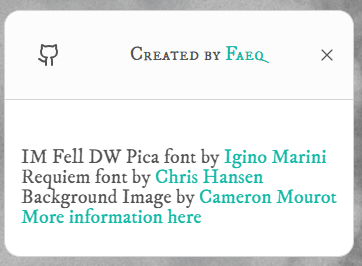 Created by Faeq
IM Fell DW Pica font by Igino Marini
Requiem font by Chris Hansen
Background Image by Cameron Mourot
More information here